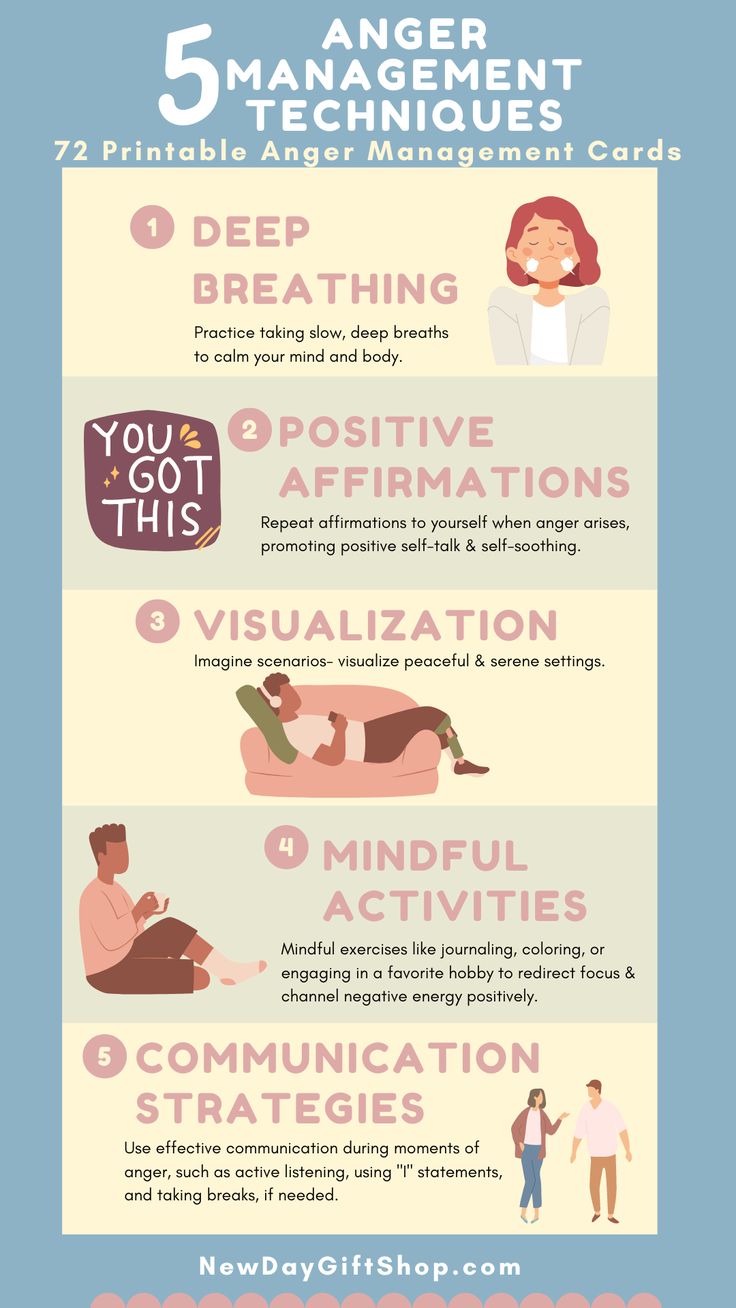 5 ANGER
MANAGEMENT
TECHNIQUES
72 Printable Anger Management Cards
1 DEEP
BREATHING
Practice taking slow, deep breaths
to calm your mind and body.
YOU
GOT
THIS
2 POSITIVE
AFFIRMATIONS
Repeat affirmations to yourself when anger arises,
promoting positive self-talk & self-soothing.
3 VISUALIZATION
Imagine scenarios- visualize peaceful & serene settings.
4 MINDFUL
ACTIVITIES
Mindful exercises like journaling, coloring, or
engaging in a favorite hobby to redirect focus &
channel negative energy positively.
5 COMMUNICATION
STRATEGIES
Use effective communication during moments of
anger, such as active listening, using "I" statements,
and taking breaks, if needed.
NewDayGiftShop.com